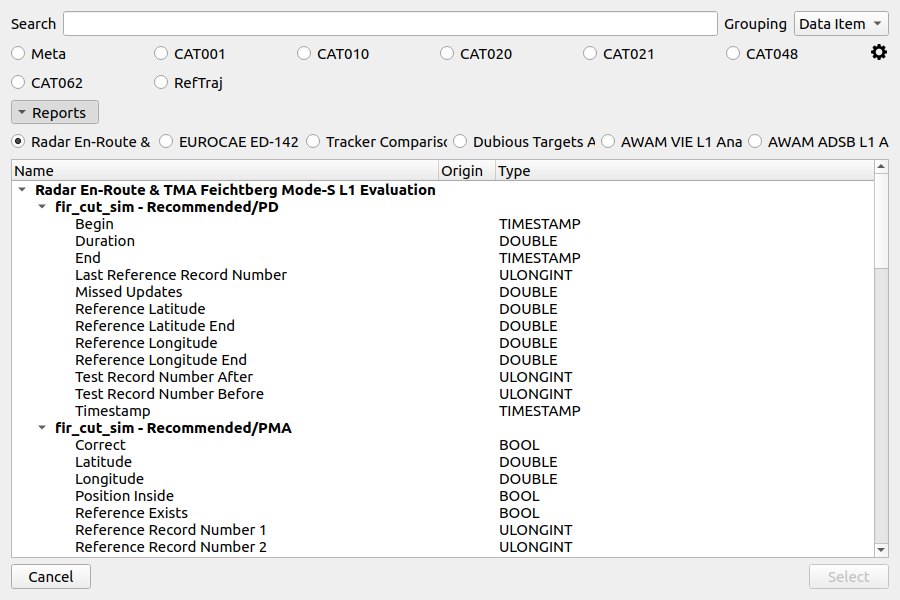 Search Grouping Data Item
Meta CAT001 CAT010 CAT020 CAT021 CAT048
CAT062 RefTraj
Reports
Radar En-Route & EUROCAE ED-142 Tracker Comparisc Dubious Targets A AWAM VIE L1 Ana AWAM ADSB L1 A
Name Origin Type
Radar En-Route & TMA Feichtberg Mode-S L1 Evaluation
fir_cut_sim - Recommended/PD
Begin TIMESTAMP
Duration DOUBLE
End TIMESTAMP
Last Reference Record Number ULONGINT
Missed Updates DOUBLE
Reference Latitude DOUBLE
Reference Latitude End DOUBLE
Reference Longitude DOUBLE
Reference Longitude End DOUBLE
Test Record Number After ULONGINT
Test Record Number Before ULONGINT
Timestamp TIMESTAMP
fir_cut_sim - Recommended/PMA
Correct BOOL
Latitude DOUBLE
Longitude DOUBLE
Position Inside BOOL
Reference Exists BOOL
Reference Record Number 1 ULONGINT
Reference Record Number 2 ULONGINT
Cancel Select